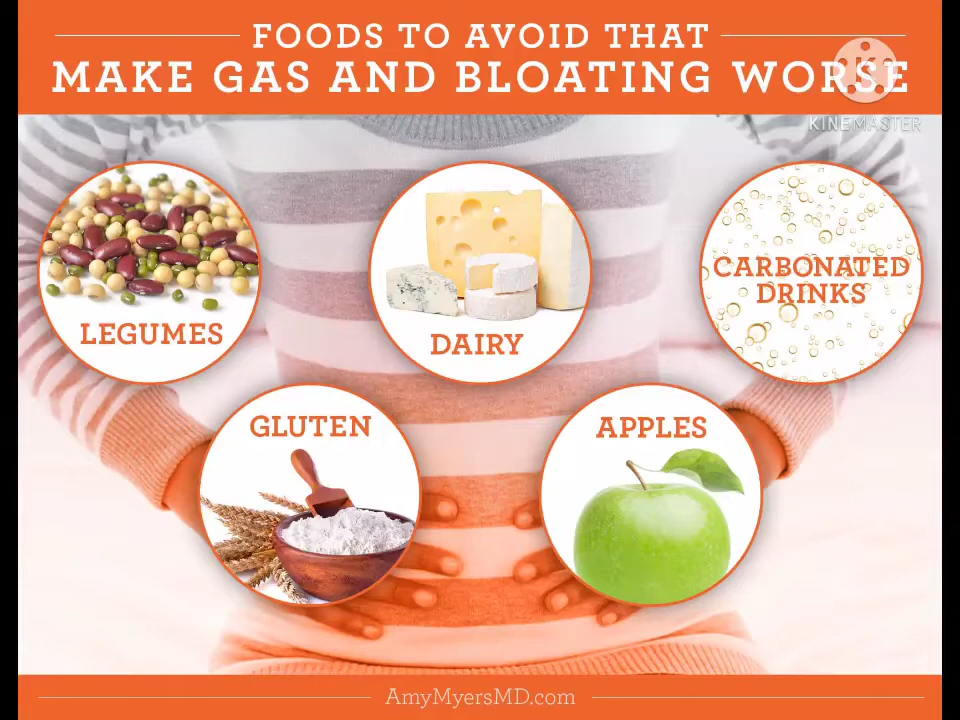 FOODS TO AVOID THAT
MAKE GAS AND BLOATING WORSE
KINEMASTER
LEGUMES
DAIRY
CARBONATED
DRINKS
GLUTEN
APPLES
AmyMyersMD.com